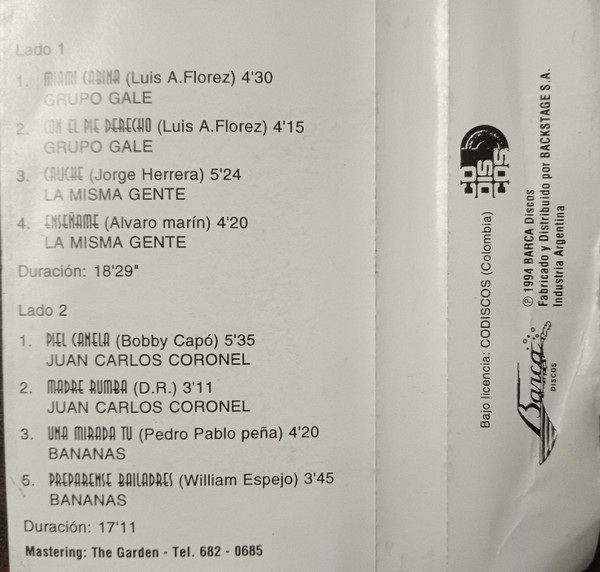 Lado 1
1. MIAMI CABINA (Luis A.Florez) 4'30
GRUPO GALE
2. CON EL PIE DERECHO (Luis A.Florez) 4'15
GRUPO GALE
3. CAUCHE (Jorge Herrera) 5'24
LA MISMA GENTE
4. ENSEÑAME (Alvaro marín) 4'20
LA MISMA GENTE
Duración: 18'29"
Lado 2
1. PIEL CANELA (Bobby Capó) 5'35
JUAN CARLOS CORONEL
2. MADRE RUMBA (D.R.) 3'11
JUAN CARLOS CORONEL
3. UNA MIRADA TU (Pedro Pablo peña) 4'20
BANANAS
5. PREPARENSE BAILADRES (William Espejo) 3'45
BANANAS
Duración: 17'11
Mastering: The Garden - Tel. 682 - 0685
CO
DIS
COS
Bajo licencia: CODISCOS (Colombia)
Barca
DISCOS
℗ 1994 BARCA Discos
Fabricado y Distribuido por BACKSTAGE S.A.
Industria Argentina